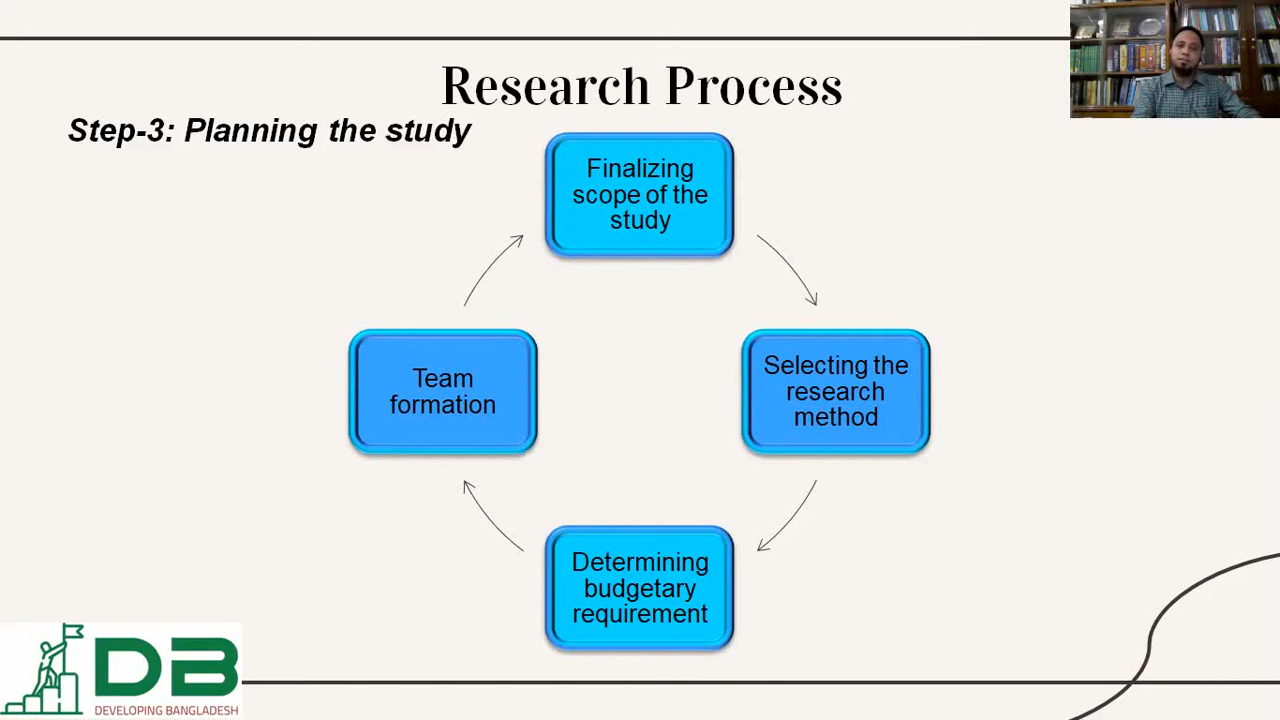 Research Process
Step-3: Planning the study
Finalizing
scope of the
study
Team
formation
Selecting the
research
method
Determining
budgetary
requirement
DB
DEVELOPING BANGLADESH